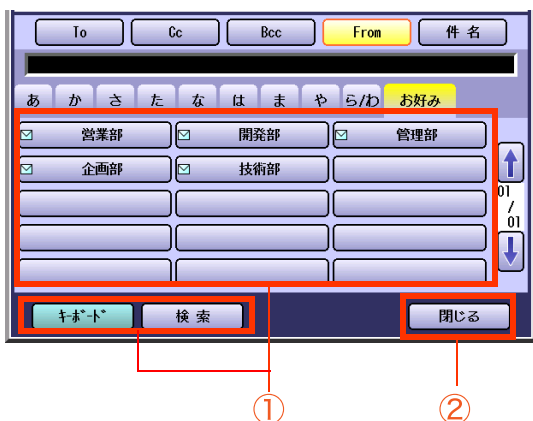 To Cc Bcc From 件 名
あ か さ た な は ま や ら/わ お好み
営業部 開発部 管理部
企画部 技術部
01
/
01
ｷｰﾎﾞｰﾄﾞ 検 索 閉じる
① ②